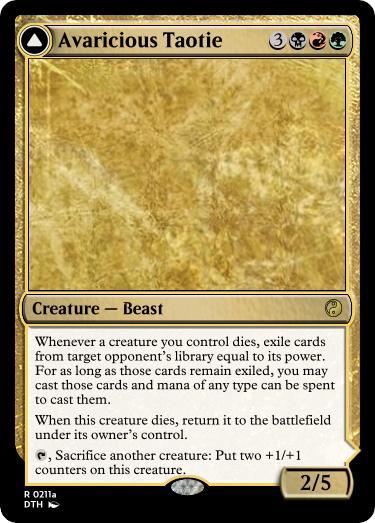 Avaricious Taotie 3
Creature — Beast
Whenever a creature you control dies, exile cards
from target opponent's library equal to its power.
For as long as those cards remain exiled, you may
cast those cards and mana of any type can be spent
to cast them.
When this creature dies, return it to the battlefield
under its owner's control.
, Sacrifice another creature: Put two +1/+1
counters on this creature.
2/5
R 0211a
DTH